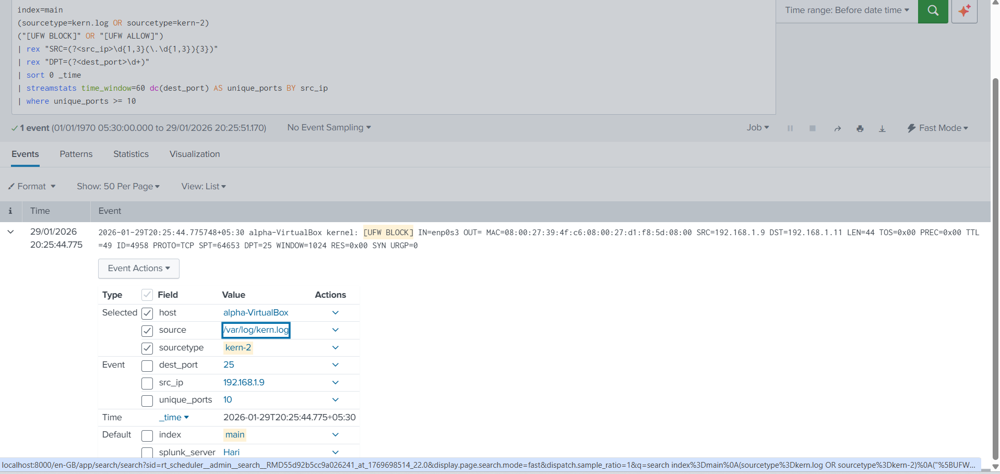 index=main
(sourcetype=kern.log OR sourcetype=kern-2)
("[UFW BLOCK]" OR "[UFW ALLOW]")
| rex "SRC=(?<src_ip>\d{1,3}(\.\d{1,3}){3})"
| rex "DPT=(?<dest_port>\d+)"
| sort 0 _time
| streamstats time_window=60 dc(dest_port) AS unique_ports BY src_ip
| where unique_ports >= 10
Time range: Before date time
1 event (01/01/1970 05:30:00.000 to 29/01/2026 20:25:51.170)
No Event Sampling
Job
Fast Mode
Events Patterns Statistics Visualization
Format Show: 50 Per Page View: List
i Time Event
29/01/2026
20:25:44.775
2026-01-29T20:25:44.775748+05:30 alpha-VirtualBox kernel: [UFW BLOCK] IN=enp0s3 OUT= MAC=08:00:27:39:4f:c6:08:00:27:d1:f8:5d:08:00 SRC=192.168.1.9 DST=192.168.1.11 LEN=44 TOS=0x00 PREC=0x00 TTL
=49 ID=4958 PROTO=TCP SPT=64653 DPT=25 WINDOW=1024 RES=0x00 SYN URGP=0
Event Actions
Type Field Value Actions
Selected host alpha-VirtualBox
source /var/log/kern.log
sourcetype kern-2
Event dest_port 25
src_ip 192.168.1.9
unique_ports 10
Time _time 2026-01-29T20:25:44.775+05:30
Default index main
splunk_server Hari
localhost:8000/en-GB/app/search/search?sid=rt_scheduler__admin__search__RMD55d92b5cc9a026241_at_1769698514_22.0&display.page.search.mode=fast&dispatch.sample_ratio=1&q=search index%3Dmain%0A(sourcetype%3Dkern.log OR sourcetype%3Dkern-2)%0A("%5BUFW...